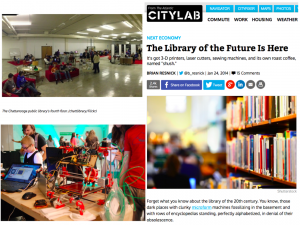 From The Atlantic
CITYLAB
NAVIGATOR
CITYFIXER
MAPS
PHOTOS
COMMUTE
WORK
HOUSING
WEATHER
NEXT ECONOMY
The Library of the Future Is Here
It's got 3-D printers, laser cutters, sewing machines, and its own roast coffee,
named "shush."
BRIAN RESNICK
@b_resnick
Jan 24, 2014
15 Comments
Share on Facebook
Tweet
The Chattanooga public library's fourth floor. (chattlibrary/Flickr)
Shutterstock
Forget what you know about the library of the 20th century. You know, those
dark places with clunky microform machines fossilizing in the basement and
with rows of encyclopedias standing, perfectly alphabetized, in denial of their
obsolescence.